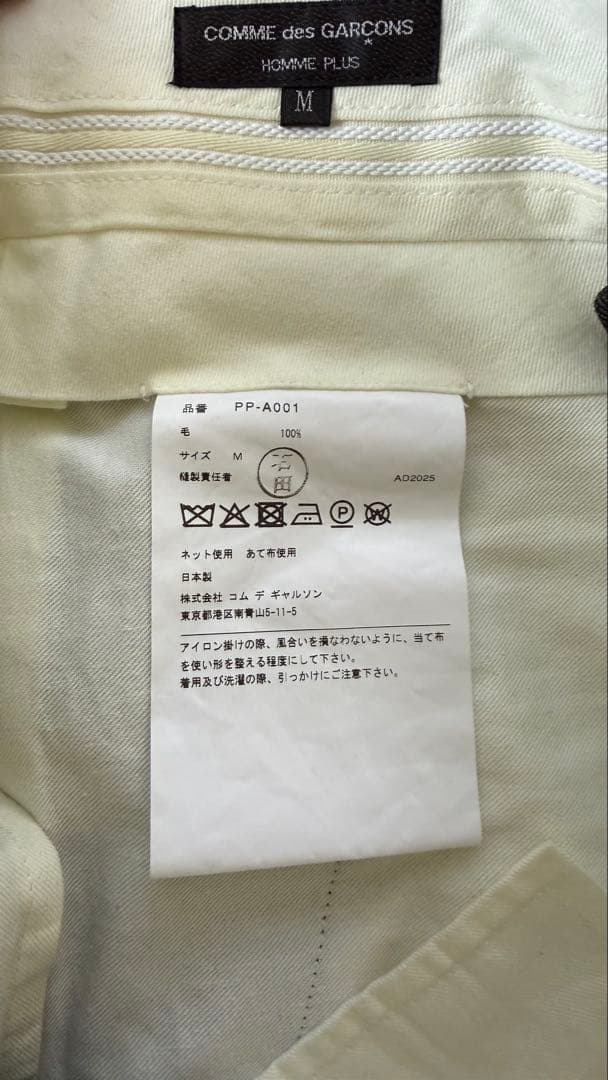 COMME des GARÇONS
HOMME PLUS
M
品番 PP-A001
毛 100%
サイズ M
縫製責任者 AD2025
P W
ネット使用 あて布使用
日本製
株式会社 コム デ ギャルソン
東京都港区南青山5-11-5
アイロン掛けの際、風合いを損なわないように、当て布
を使い形を整える程度にして下さい。
着用及び洗濯の際、引っかけにご注意下さい。